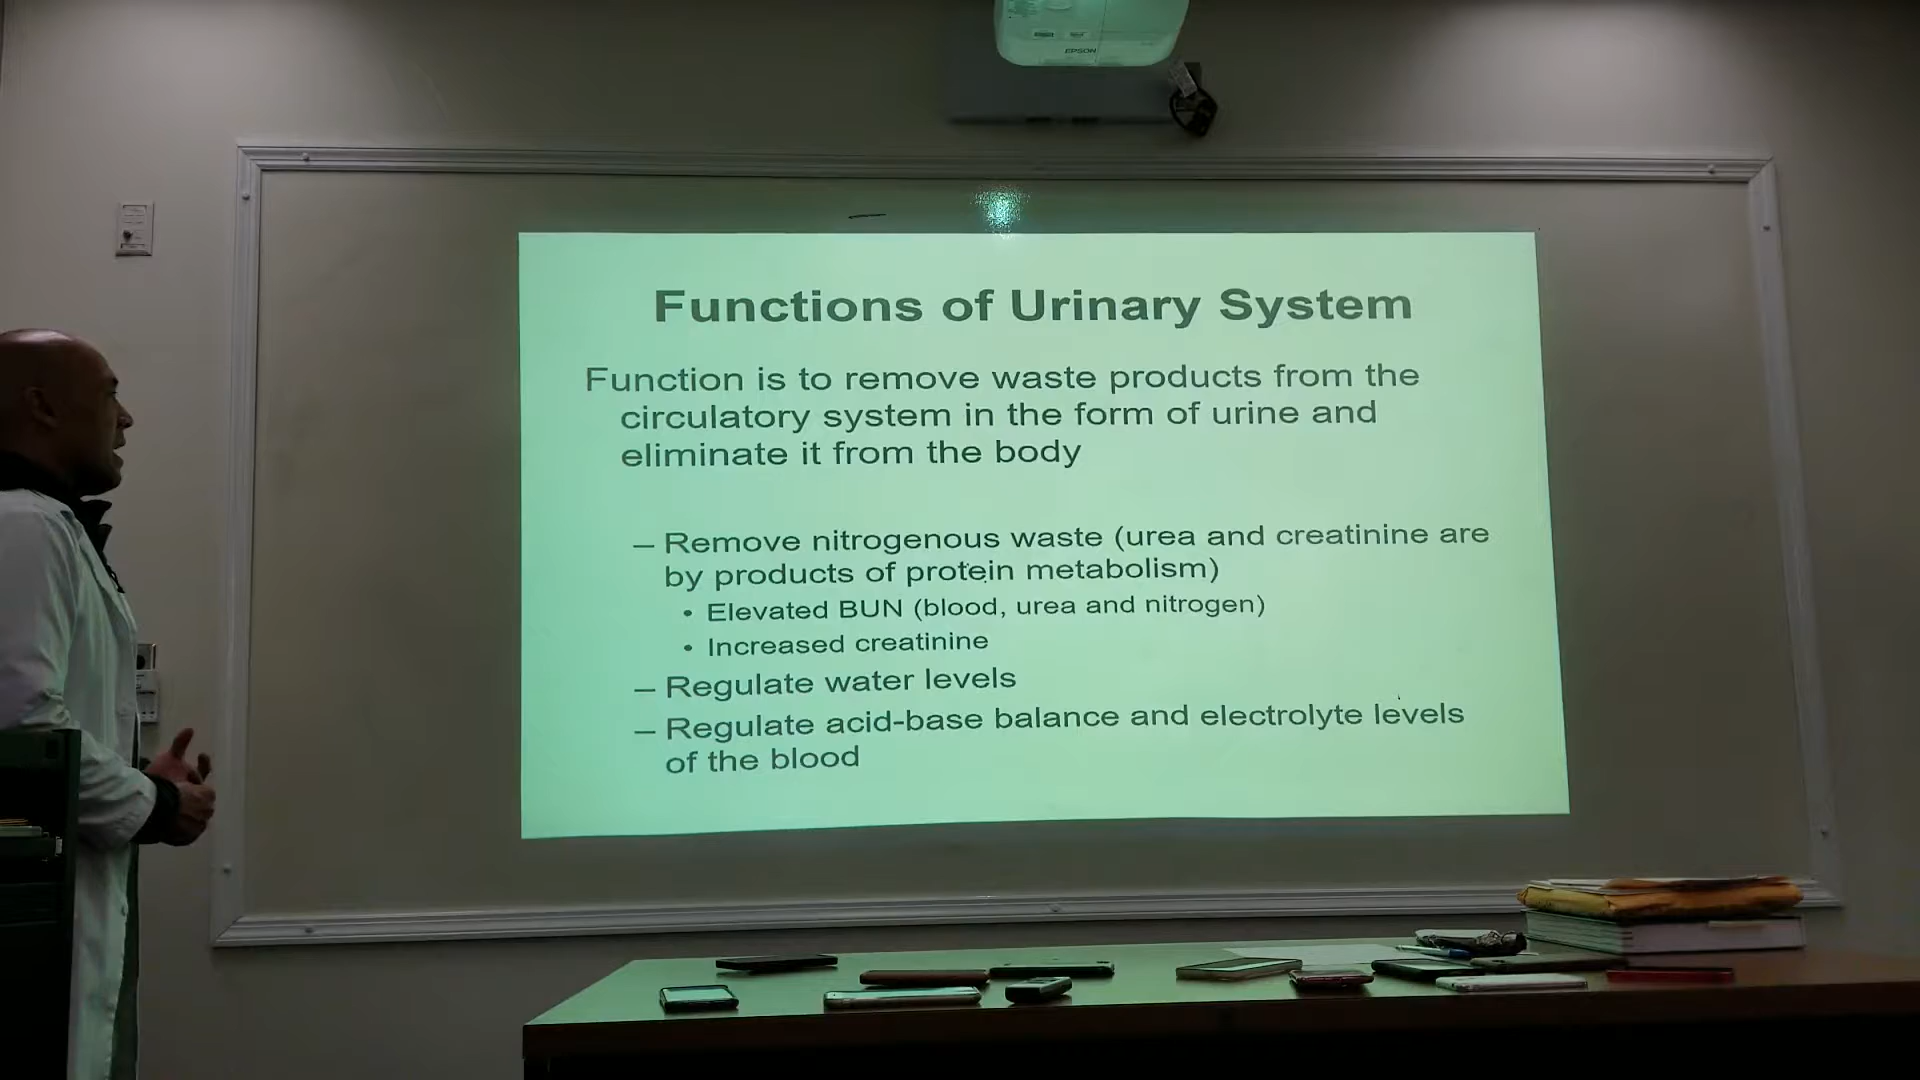 EPSON
Functions of Urinary System
Function is to remove waste products from the
circulatory system in the form of urine and
eliminate it from the body
– Remove nitrogenous waste (urea and creatinine are
by products of protein metabolism)
• Elevated BUN (blood, urea and nitrogen)
• Increased creatinine
– Regulate water levels
– Regulate acid-base balance and electrolyte levels
of the blood